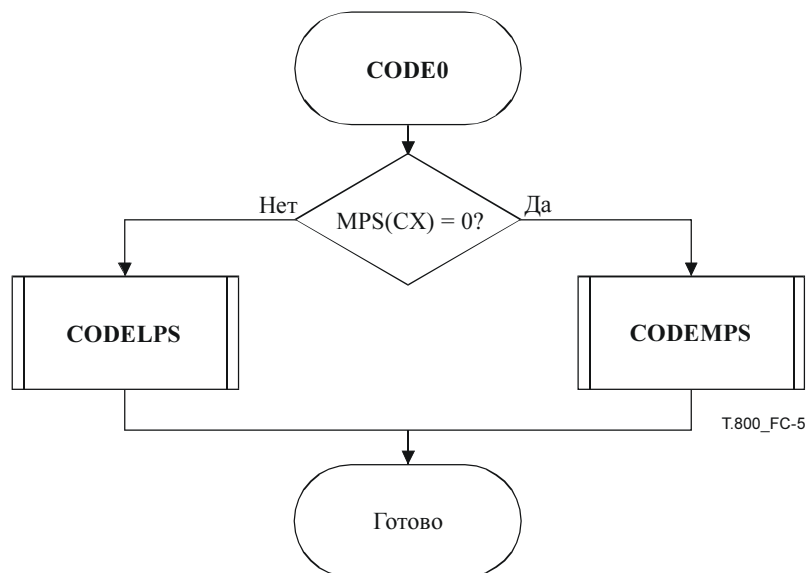 CODE0
MPS(CX) = 0?
Нет
Да
CODELPS
CODEMPS
T.800_FC-5
Готово